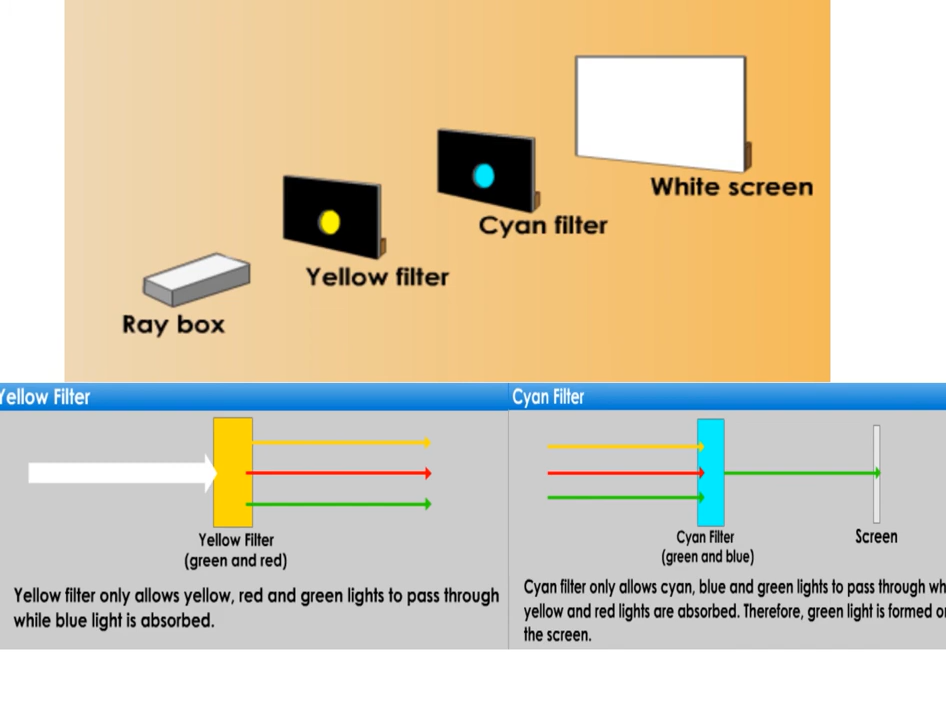 White screen
Cyan filter
Yellow filter
Ray box
Yellow Filter
Yellow Filter
(green and red)
Yellow filter only allows yellow, red and green lights to pass through
while blue light is absorbed.
Cyan Filter
Cyan Filter
(green and blue)
Screen
Cyan filter only allows cyan, blue and green lights to pass through wh
yellow and red lights are absorbed. Therefore, green light is formed o
the screen.